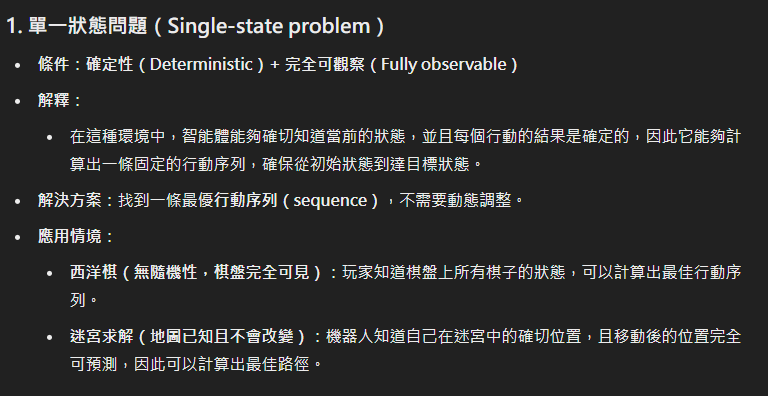 1. 單一狀態問題（Single-state problem）
• 條件：確定性（Deterministic）+ 完全可觀察（Fully observable）
• 解釋：
• 在這種環境中，智能體能夠確切知道當前的狀態，並且每個行動的結果是確定的，因此它能夠計
算出一條固定的行動序列，確保從初始狀態到達目標狀態。
• 解決方案：找到一條最優行動序列（sequence），不需要動態調整。
• 應用情境：
• 西洋棋（無隨機性，棋盤完全可見）：玩家知道棋盤上所有棋子的狀態，可以計算出最佳行動序
列。
• 迷宮求解（地圖已知且不會改變）：機器人知道自己在迷宮中的確切位置，且移動後的位置完全
可預測，因此可以計算出最佳路徑。